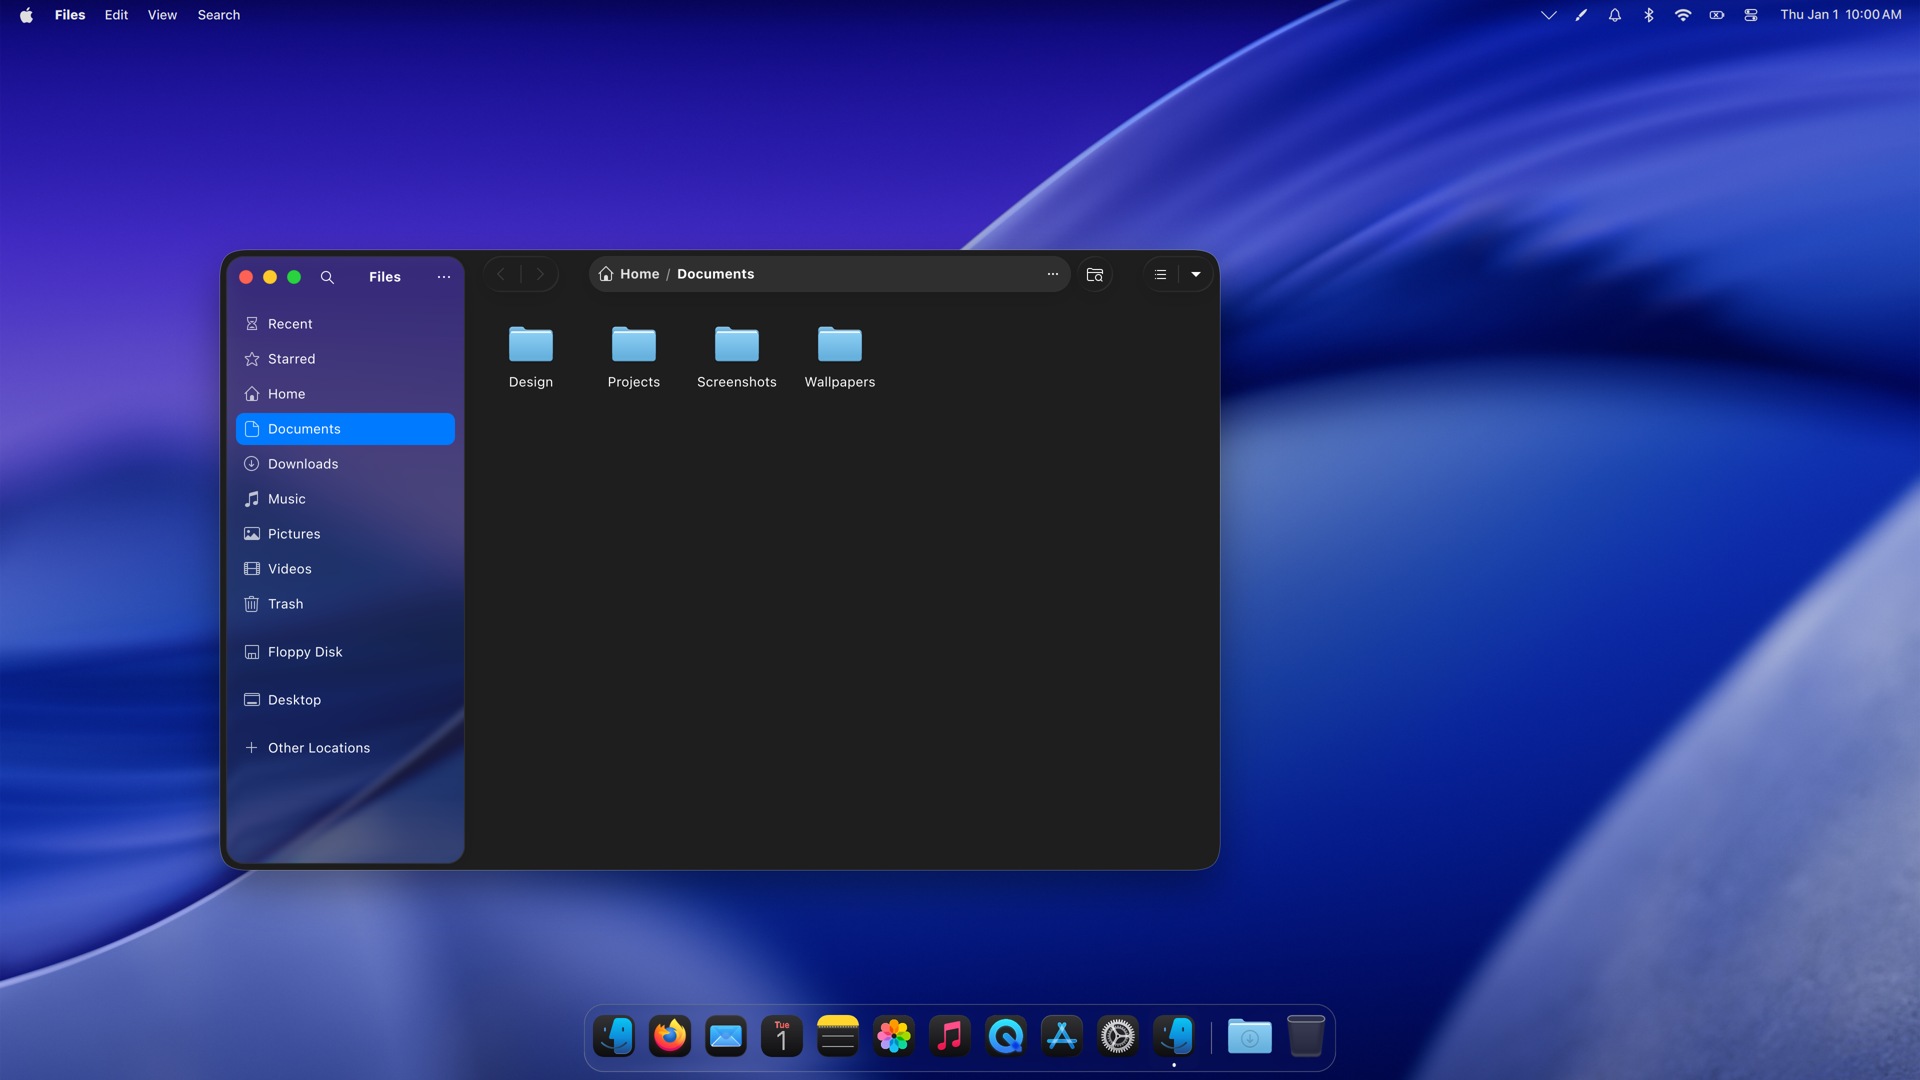 Files Edit View Search Thu Jan 1 10:00 AM
Files
Home / Documents
Recent
Starred
Home
Documents
Downloads
Music
Pictures
Videos
Trash
Floppy Disk
Desktop
Other Locations
Design Projects Screenshots Wallpapers
Tue
1